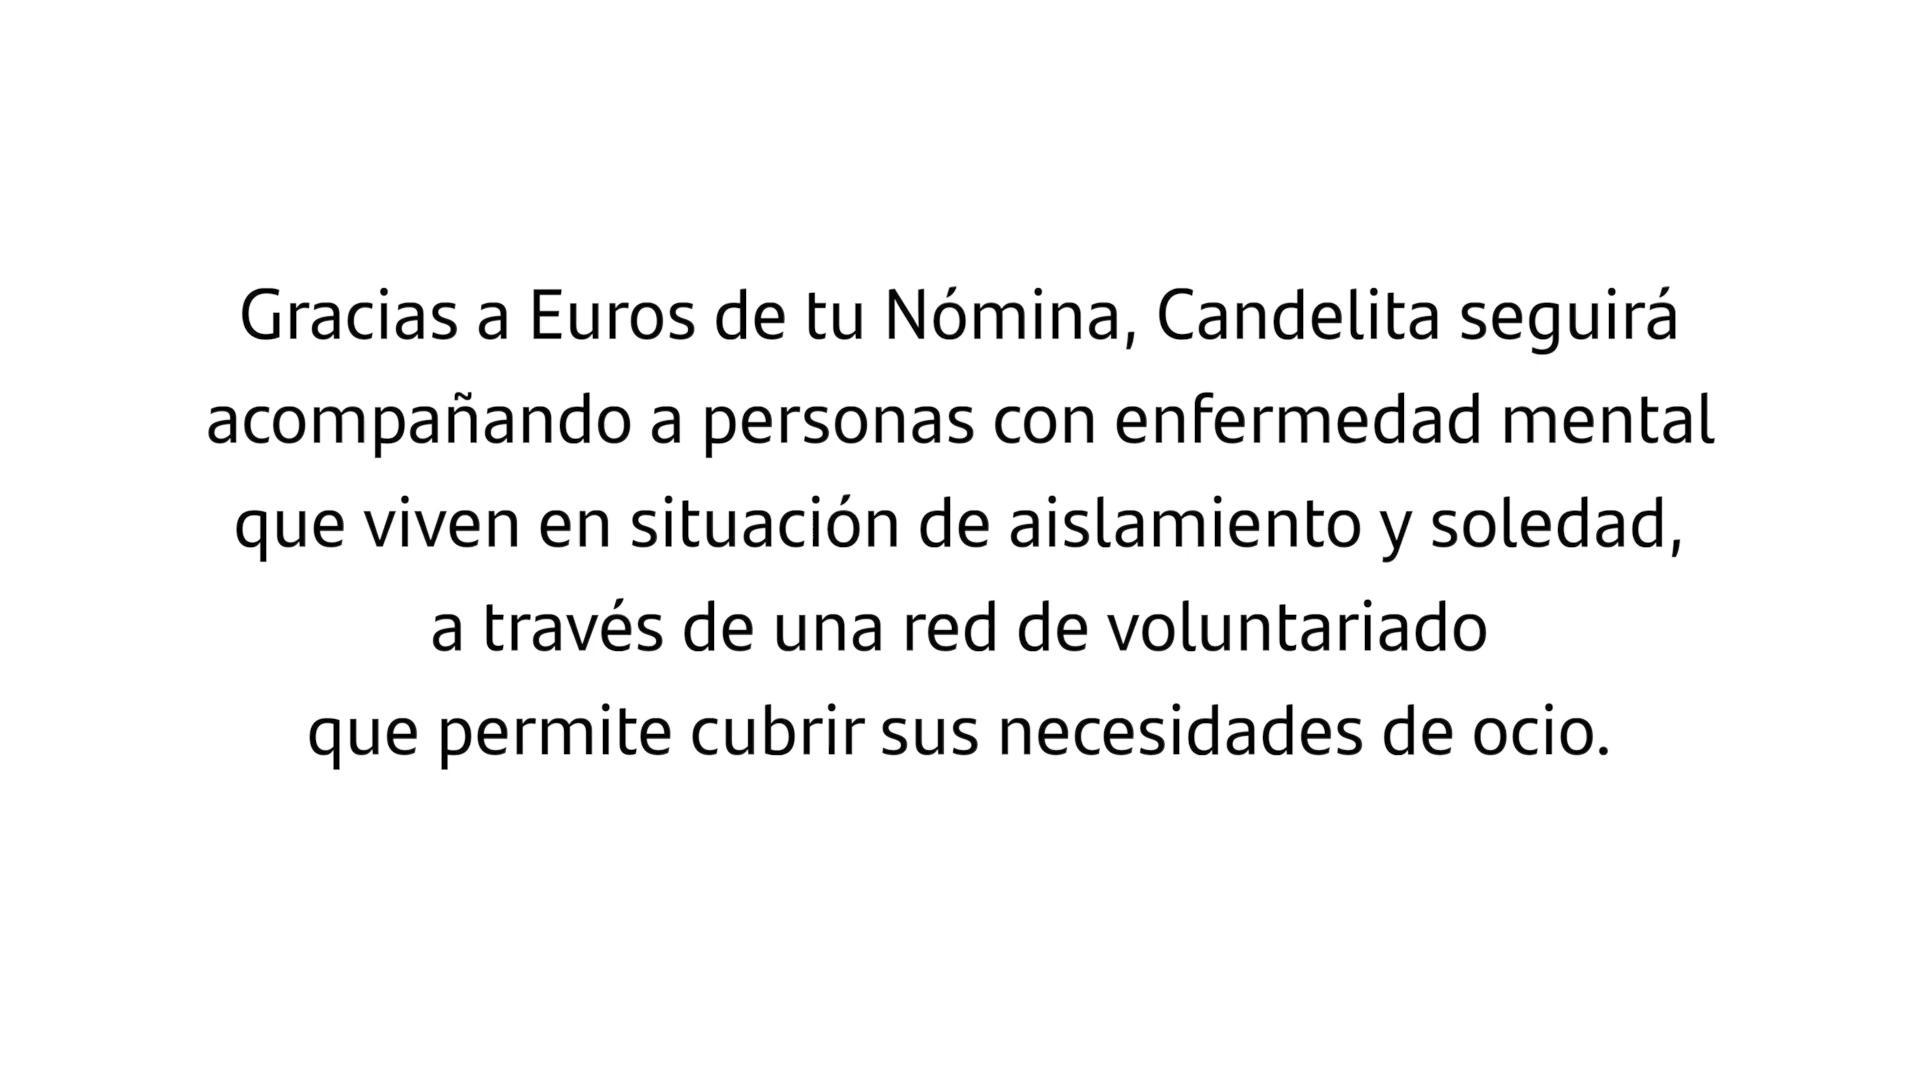 Gracias a Euros de tu Nómina, Candelita seguirá
acompañando a personas con enfermedad mental
que viven en situación de aislamiento y soledad,
a través de una red de voluntariado
que permite cubrir sus necesidades de ocio.